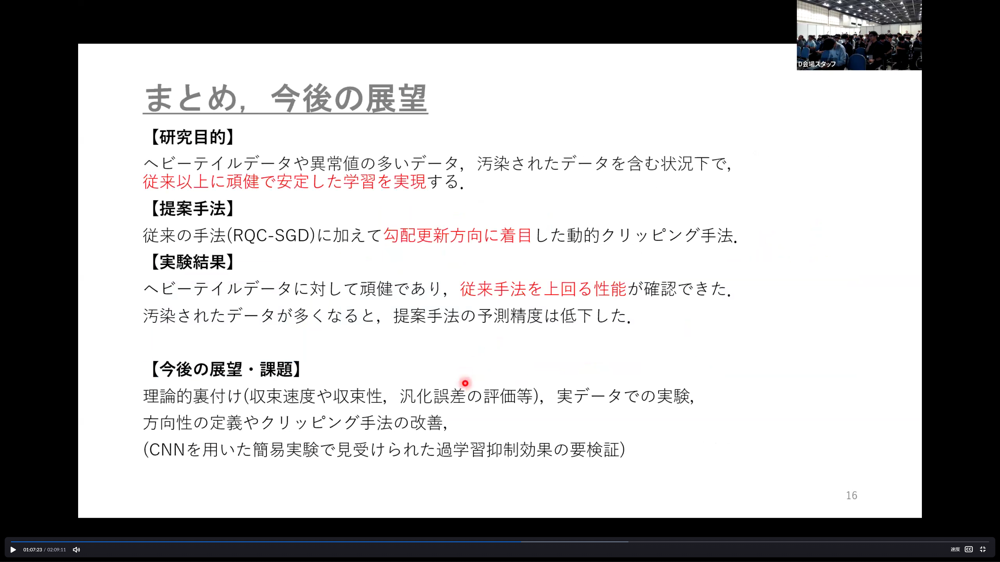 D会場スタッフ
まとめ，今後の展望
【研究目的】
ヘビーテイルデータや異常値の多いデータ，汚染されたデータを含む状況下で，
従来以上に頑健で安定した学習を実現する．
【提案手法】
従来の手法(RQC-SGD)に加えて勾配更新方向に着目した動的クリッピング手法．
【実験結果】
ヘビーテイルデータに対して頑健であり，従来手法を上回る性能が確認できた．
汚染されたデータが多くなると，提案手法の予測精度は低下した．
【今後の展望・課題】
理論的裏付け(収束速度や収束性，汎化誤差の評価等)，実データでの実験，
方向性の定義やクリッピング手法の改善，
(CNNを用いた簡易実験で見受けられた過学習抑制効果の要検証)
16
01:07:23 / 02:09:11 速度 CC